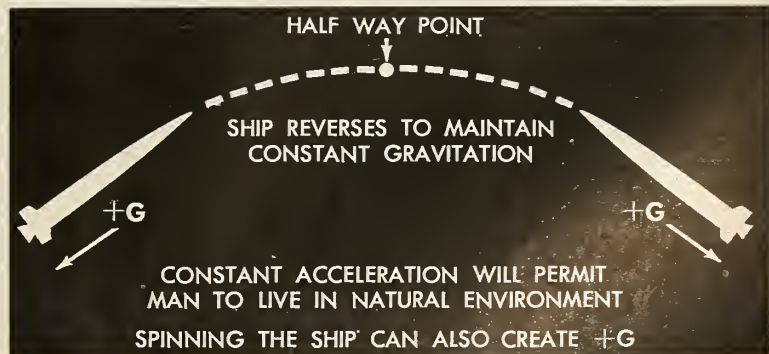 HALF WAY POINT
SHIP REVERSES TO MAINTAIN
CONSTANT GRAVITATION
+G
+G
CONSTANT ACCELERATION WILL PERMIT
MAN TO LIVE IN NATURAL ENVIRONMENT
SPINNING THE SHIP CAN ALSO CREATE +G